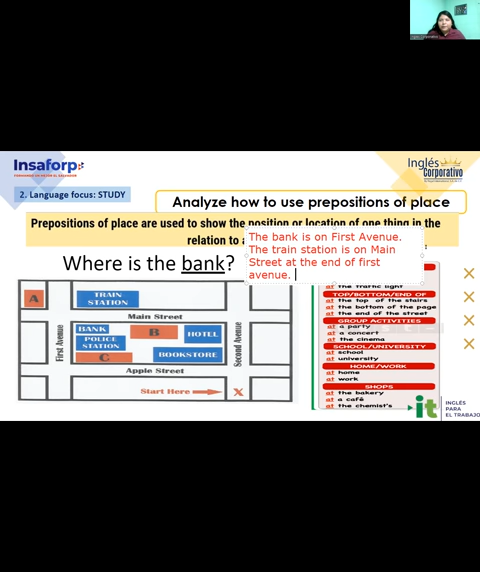 Insaforp
Inglés
Corporativo
2. Language focus: STUDY
Analyze how to use prepositions of place
Prepositions of place are used to show the position or location of one thing in the
relation to a
The bank is on First Avenue.
The train station is on Main
Street at the end of first
avenue.
Where is the bank?
A
TRAIN
STATION
Main Street
First Avenue
BANK
POLICE
STATION
B
HOTEL
C
BOOKSTORE
Second Avenue
Apple Street
Start Here
X
at the traffic light
TOP/BOTTOM/END OF
at the top of the stairs
at the bottom of the page
at the end of the street
GROUP ACTIVITIES
at a party
at a concert
at the cinema
SCHOOL/UNIVERSITY
at school
at university
HOME/WORK
at home
at work
SHOPS
at the bakery
at a café
at the chemist's
it
INGLÉS
PARA
EL TRABAJO